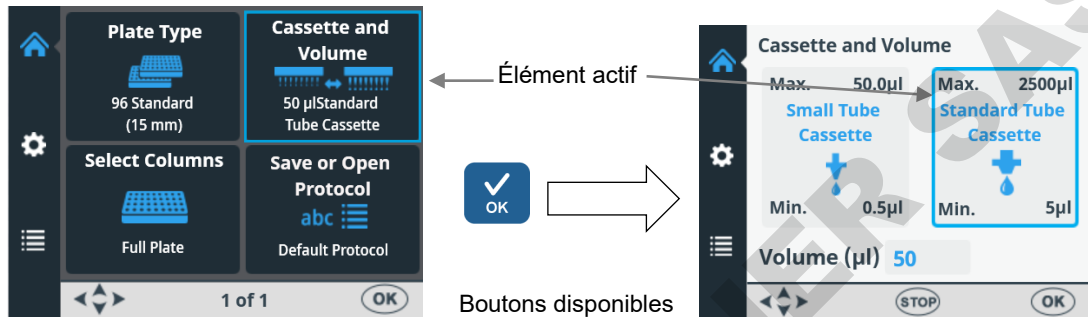 Plate Type
96 Standard
(15 mm)
Cassette and
Volume
50 µlStandard
Tube Cassette
Select Columns
Full Plate
Save or Open
Protocol
abc
Default Protocol
1 of 1
OK
Élément actif
OK
Boutons disponibles
Cassette and Volume
Max. 50.0µl
Small Tube
Cassette
Min. 0.5µl
Max. 2500µl
Standard Tube
Cassette
Min. 5µl
Volume (µl) 50
STOP
OK